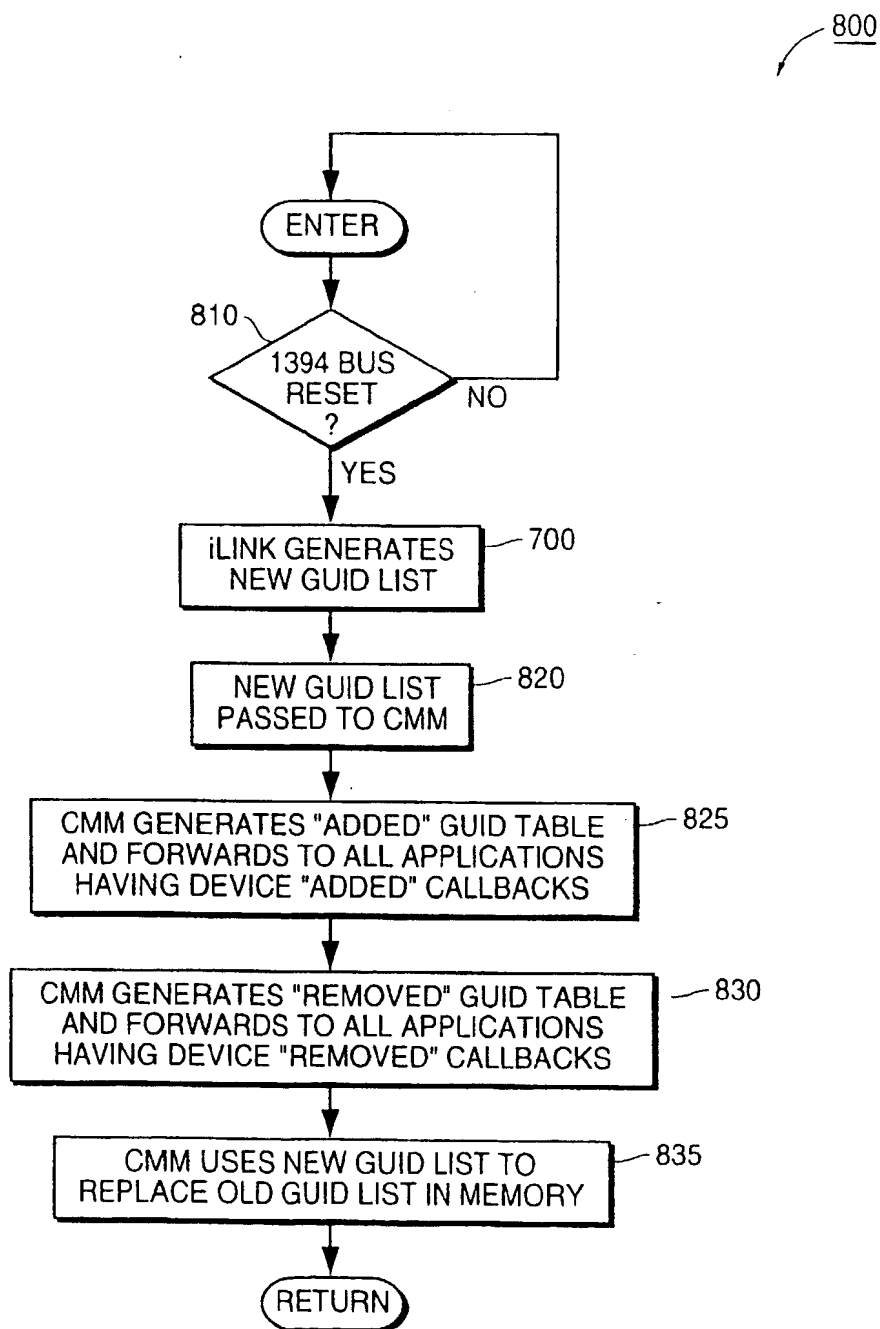 800
ENTER
810
1394 BUS
RESET
?
NO
YES
iLINK GENERATES
NEW GUID LIST
700
NEW GUID LIST
PASSED TO CMM
820
CMM GENERATES "ADDED" GUID TABLE
AND FORWARDS TO ALL APPLICATIONS
HAVING DEVICE "ADDED" CALLBACKS
825
CMM GENERATES "REMOVED" GUID TABLE
AND FORWARDS TO ALL APPLICATIONS
HAVING DEVICE "REMOVED" CALLBACKS
830
CMM USES NEW GUID LIST TO
REPLACE OLD GUID LIST IN MEMORY
835
RETURN